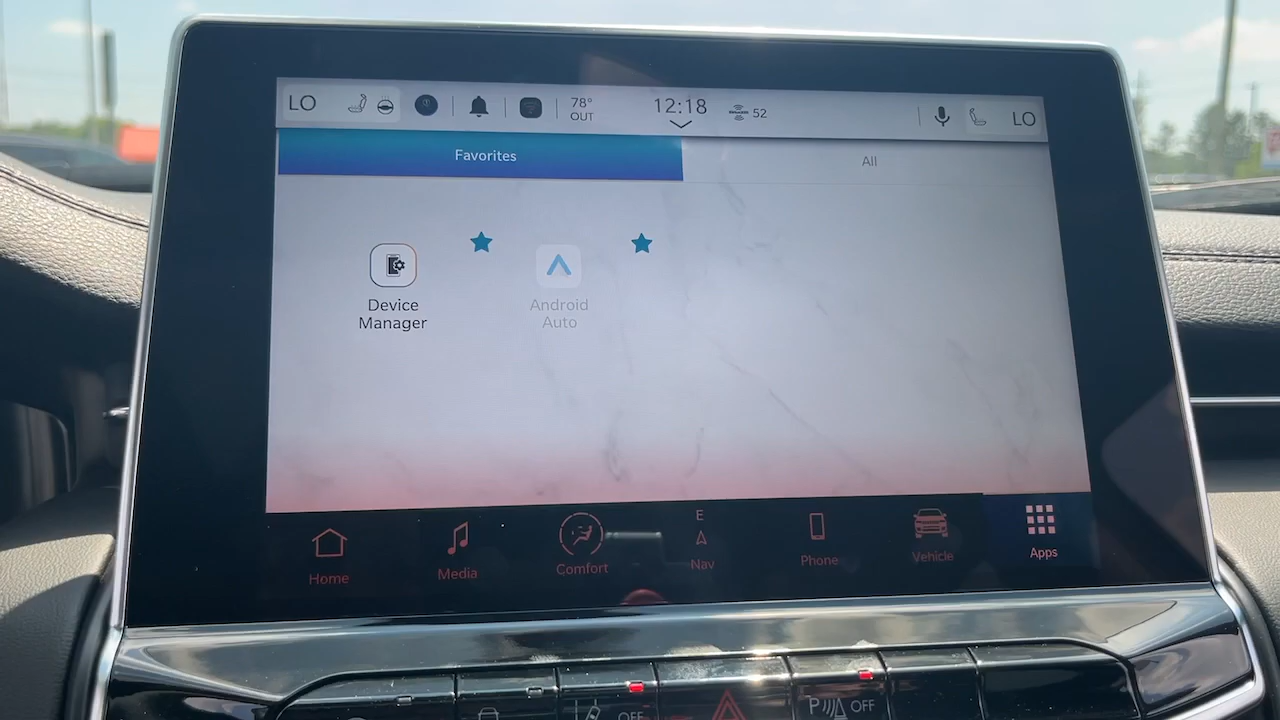 LO
78°
OUT
12:18
52
LO
Favorites
All
Device
Manager
Android
Auto
Home
Media
Comfort
E
Nav
Phone
Vehicle
Apps
OFF
P OFF